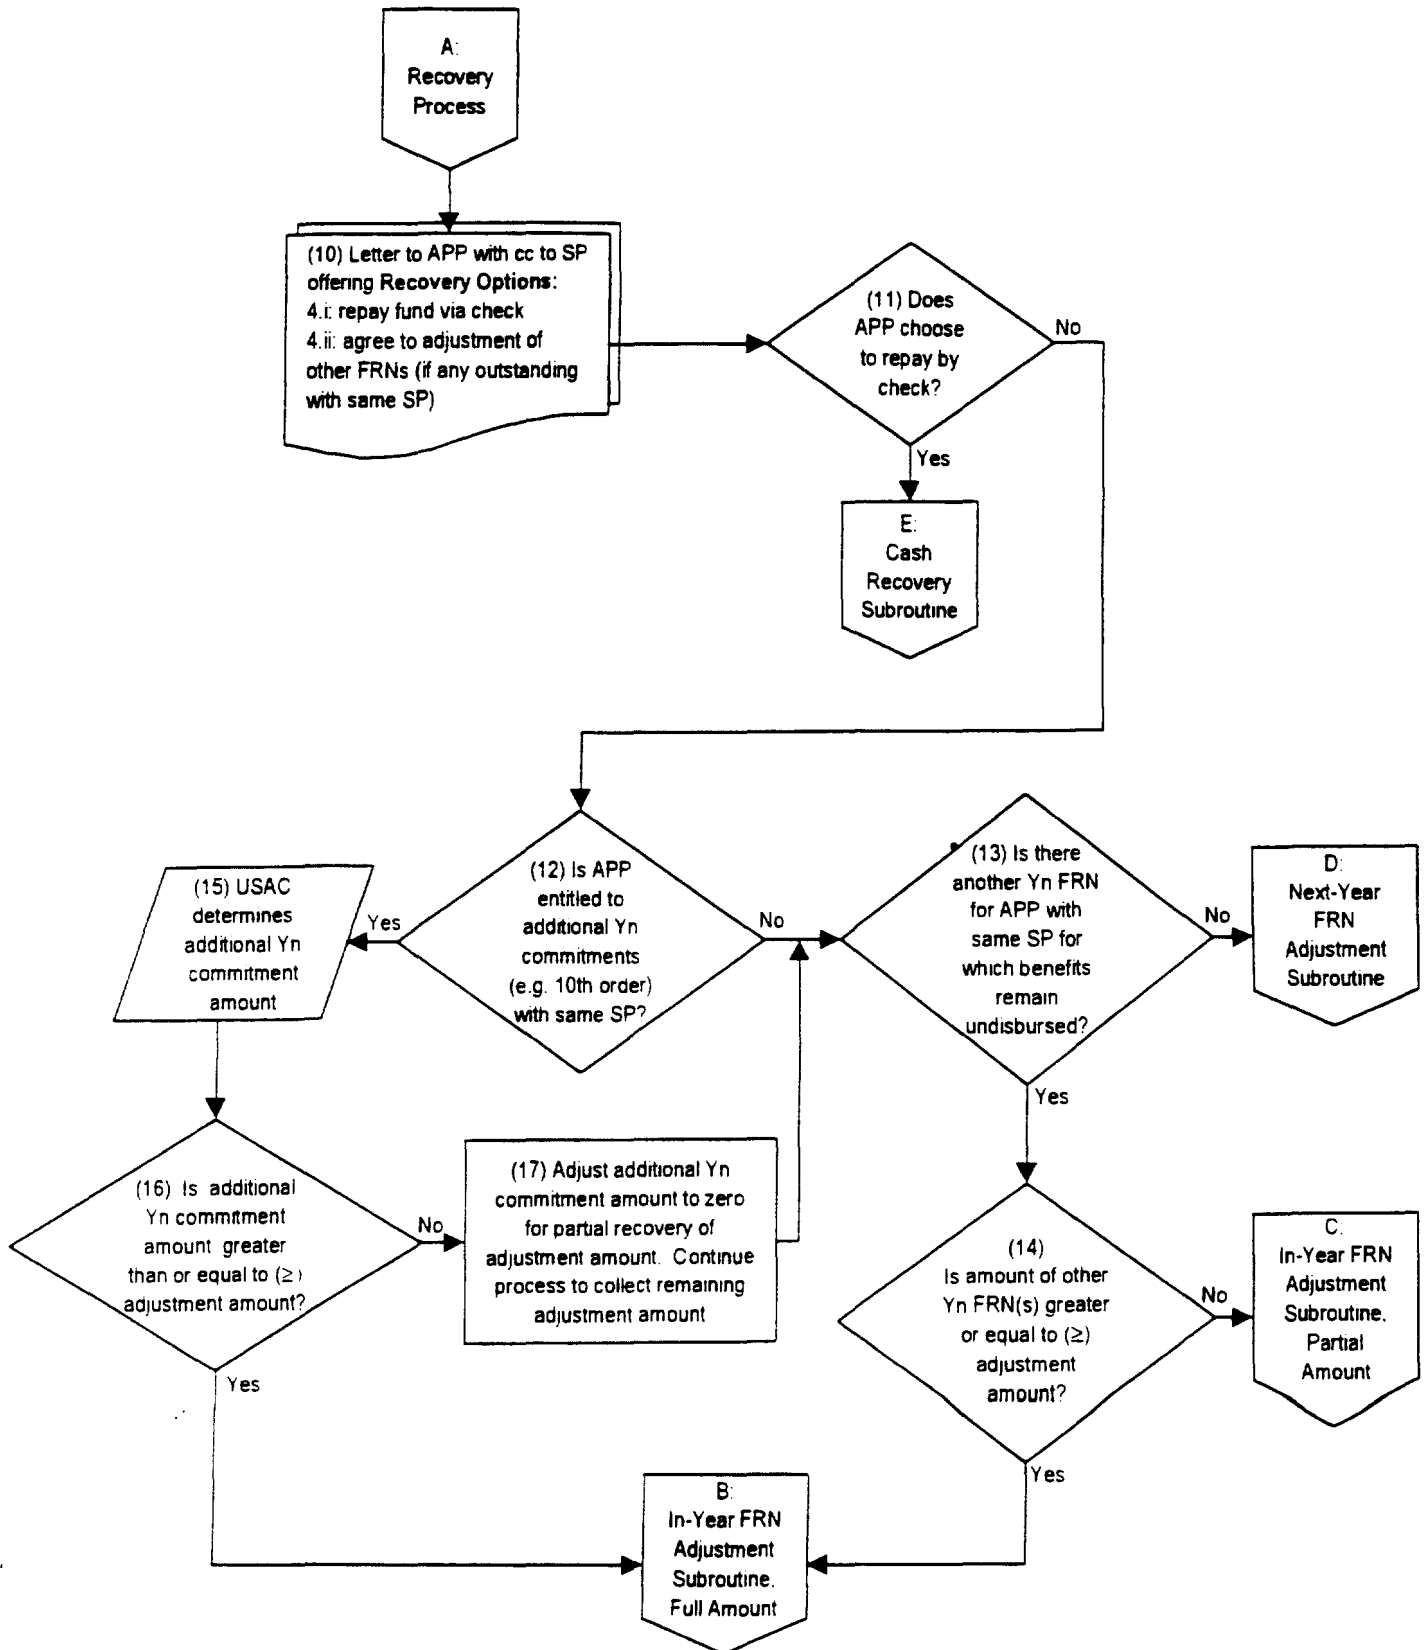 A:
Recovery
Process
(10) Letter to APP with cc to SP
offering Recovery Options:
4.i: repay fund via check
4.ii: agree to adjustment of
other FRNs (if any outstanding
with same SP)
(11) Does
APP choose
to repay by
check?
No
Yes
E:
Cash
Recovery
Subroutine
(12) Is APP
entitled to
additional Yn
commitments
(e.g. 10th order)
with same SP?
Yes
No
(13) Is there
another Yn FRN
for APP with
same SP for
which benefits
remain
undisbursed?
No
Yes
D:
Next-Year
FRN
Adjustment
Subroutine
(15) USAC
determines
additional Yn
commitment
amount
(16) Is additional
Yn commitment
amount greater
than or equal to (≥)
adjustment amount?
No
Yes
(17) Adjust additional Yn
commitment amount to zero
for partial recovery of
adjustment amount. Continue
process to collect remaining
adjustment amount
(14)
Is amount of other
Yn FRN(s) greater
or equal to (≥)
adjustment
amount?
No
Yes
C:
In-Year FRN
Adjustment
Subroutine,
Partial
Amount
B:
In-Year FRN
Adjustment
Subroutine,
Full Amount